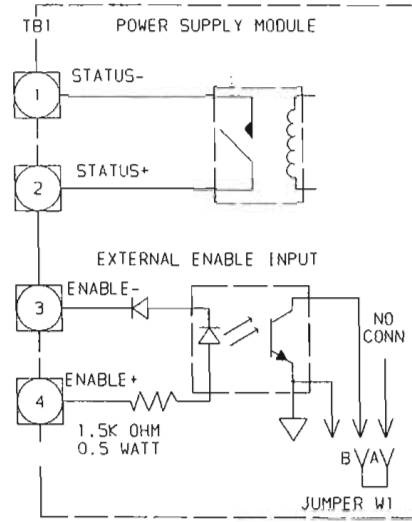 TB1 POWER SUPPLY MODULE
STATUS-
1
STATUS+
2
EXTERNAL ENABLE INPUT
ENABLE-
3
NO
CONN
ENABLE+
4
1.5K OHM
0.5 WATT
B A
JUMPER W1